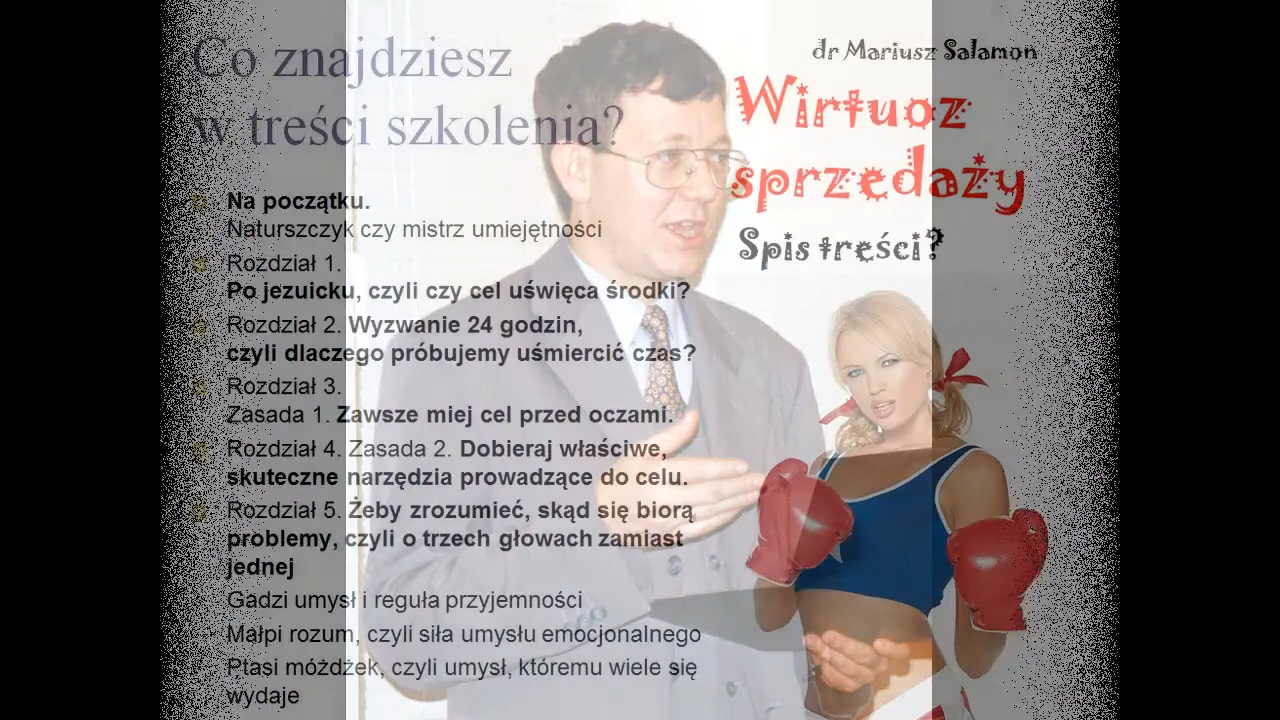 Co znajdziesz
w treści szkolenia?
Na początku.
Naturszczyk czy mistrz umiejętności
Rozdział 1.
Po jezuicku, czyli czy cel uświęca środki?
Rozdział 2. Wyzwanie 24 godzin,
czyli dlaczego próbujemy uśmiercić czas?
Rozdział 3.
Zasada 1. Zawsze miej cel przed oczami.
Rozdział 4. Zasada 2. Dobieraj właściwe,
skuteczne narzędzia prowadzące do celu.
Rozdział 5. Żeby zrozumieć, skąd się biorą
problemy, czyli o trzech głowach zamiast
jednej
Gadzi umysł i reguła przyjemności
Małpi rozum, czyli siła umysłu emocjonalnego
Ptasi móżdżek, czyli umysł, któremu wiele się
wydaje
dr Mariusz Salamon
Wirtuoz
sprzedaży
Spis treści?